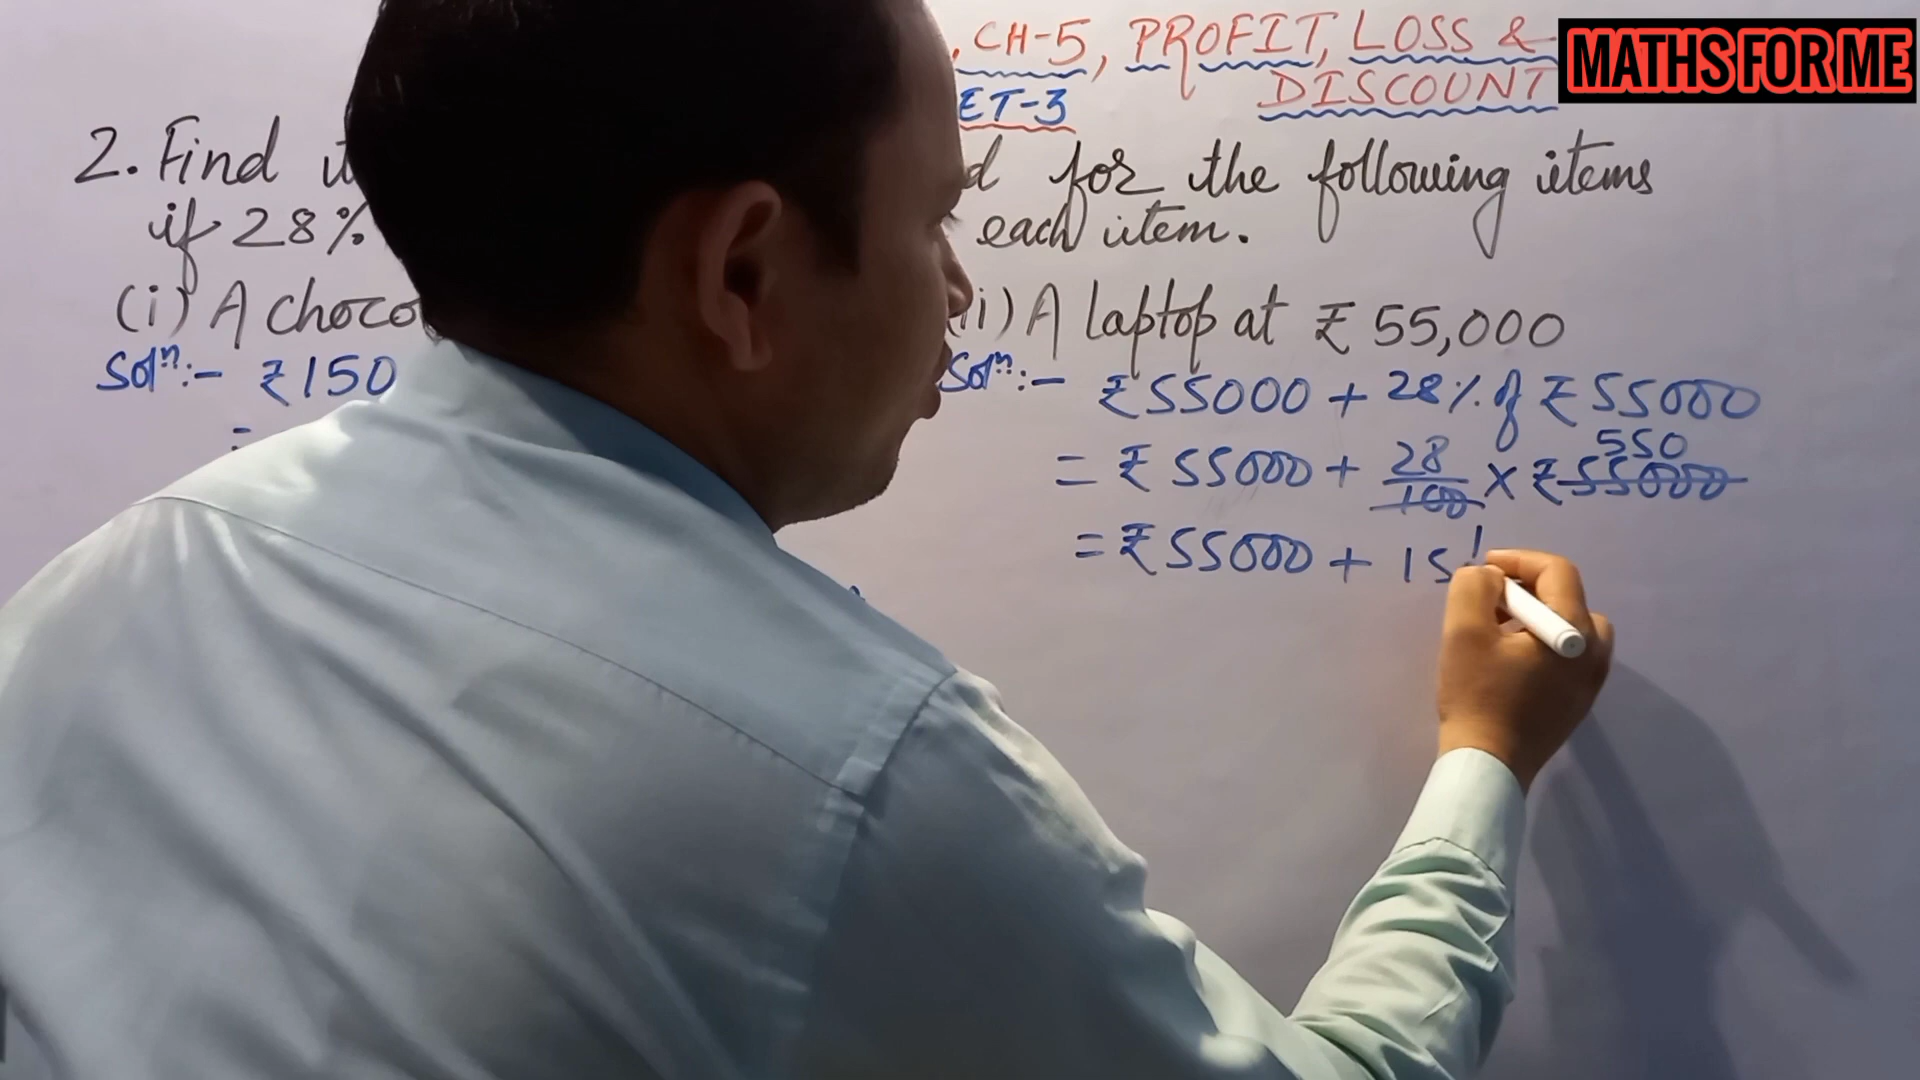 . CH-5, PROFIT, LOSS &
DISCOUNT
MATHS FOR ME
ET-3
2. Find for the following items
if 28% each item.
(i) A choco
Solⁿ:- ₹150
=
ii) A laptop at ₹ 55,000
Solⁿ:- ₹55000 + 28% of ₹55000
= ₹55000 + 28/100 × ₹55000 550
= ₹55000 + 15